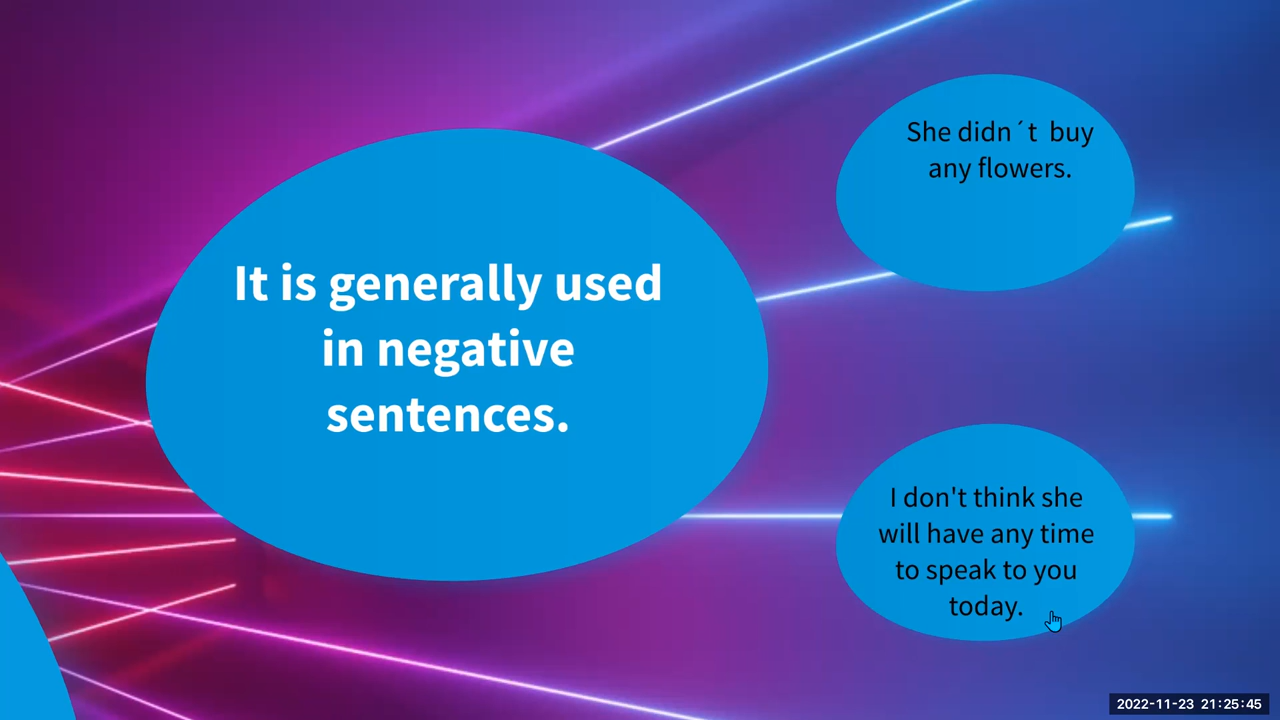 It is generally used
in negative
sentences.
She didn´t  buy
any flowers.
I don't think she
will have any time
to speak to you
today.
2022-11-23 21:25:45